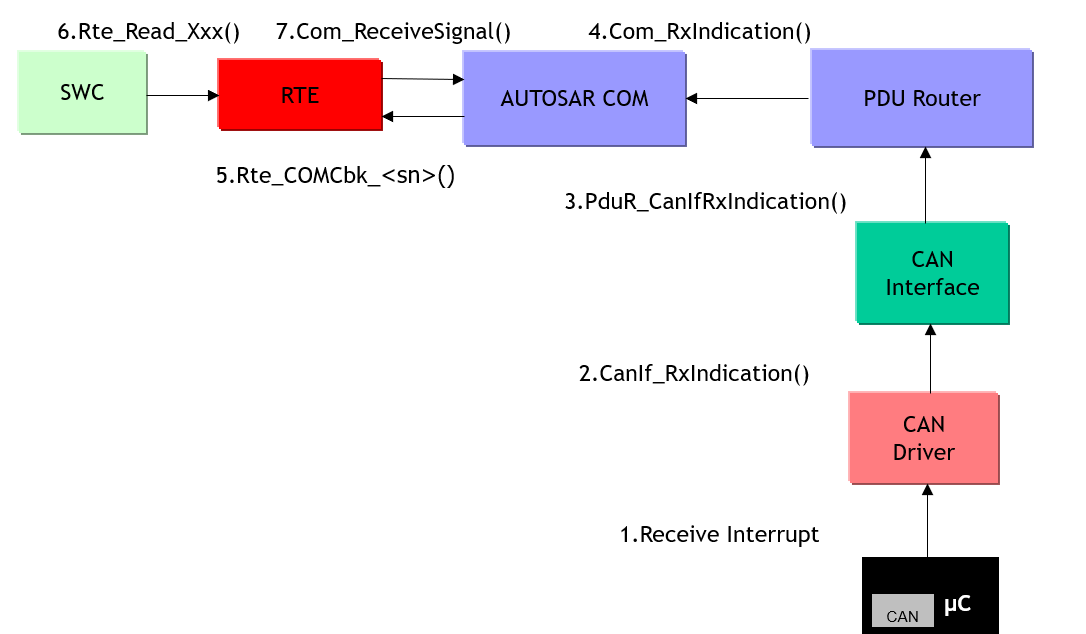 6.Rte_Read_Xxx()
7.Com_ReceiveSignal()
4.Com_RxIndication()
SWC
RTE
AUTOSAR COM
PDU Router
5.Rte_COMCbk_<sn>()
3.PduR_CanIfRxIndication()
CAN
Interface
2.CanIf_RxIndication()
CAN
Driver
1.Receive Interrupt
CAN
µC